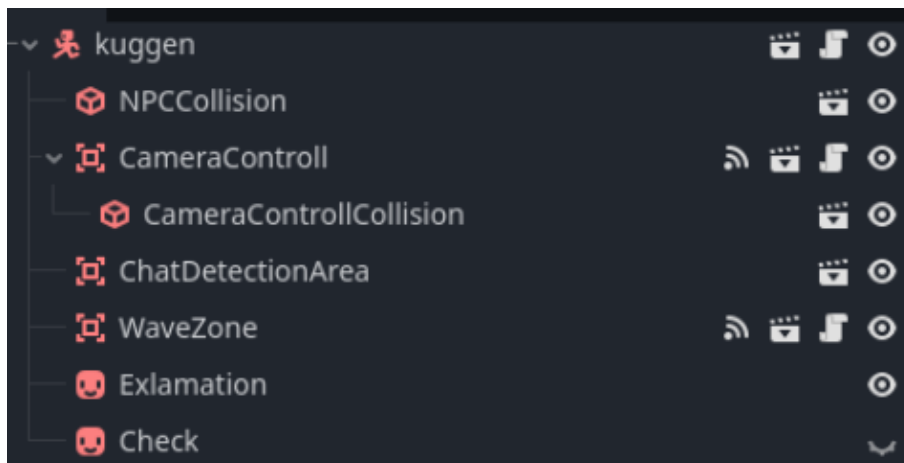 kuggen
NPCCollision
CameraControll
CameraControllCollision
ChatDetectionArea
WaveZone
Exlamation
Check